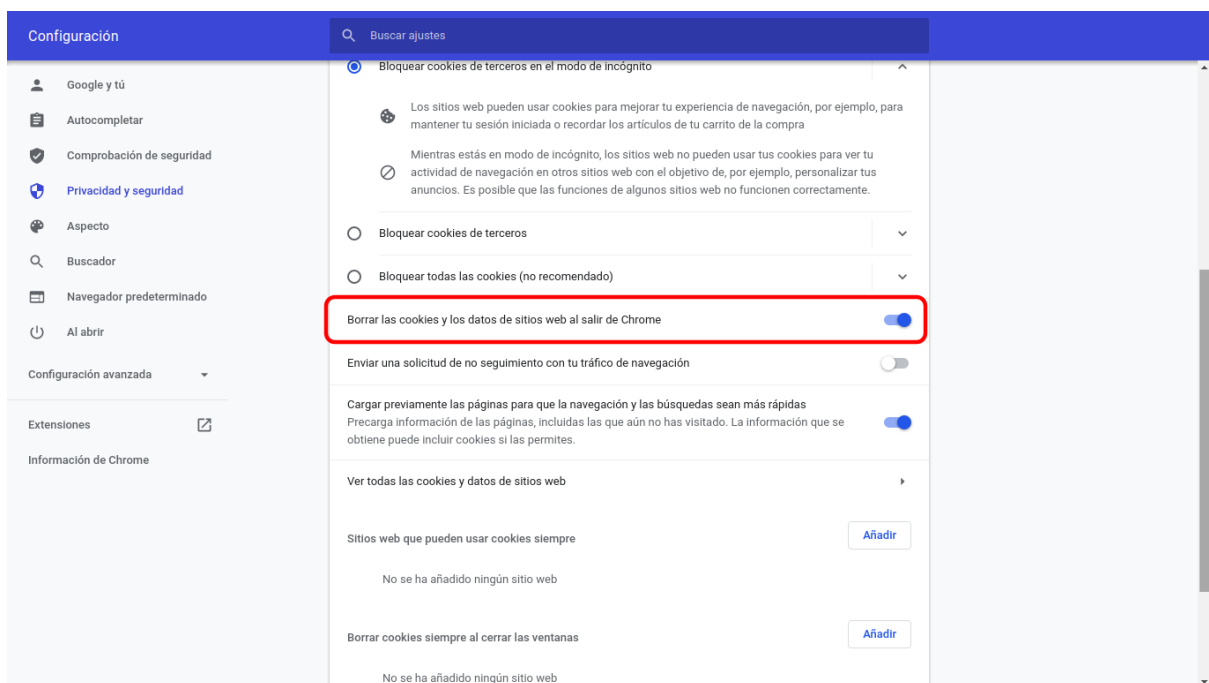 Configuración
Buscar ajustes
Google y tú
Autocompletar
Comprobación de seguridad
Privacidad y seguridad
Aspecto
Buscador
Navegador predeterminado
Al abrir
Configuración avanzada
Extensiones
Información de Chrome
Bloquear cookies de terceros en el modo de incógnito
Los sitios web pueden usar cookies para mejorar tu experiencia de navegación, por ejemplo, para
mantener tu sesión iniciada o recordar los artículos de tu carrito de la compra
Mientras estás en modo de incógnito, los sitios web no pueden usar tus cookies para ver tu
actividad de navegación en otros sitios web con el objetivo de, por ejemplo, personalizar tus
anuncios. Es posible que las funciones de algunos sitios web no funcionen correctamente.
Bloquear cookies de terceros
Bloquear todas las cookies (no recomendado)
Borrar las cookies y los datos de sitios web al salir de Chrome
Enviar una solicitud de no seguimiento con tu tráfico de navegación
Cargar previamente las páginas para que la navegación y las búsquedas sean más rápidas
Precarga información de las páginas, incluidas las que aún no has visitado. La información que se
obtiene puede incluir cookies si las permites.
Ver todas las cookies y datos de sitios web
Sitios web que pueden usar cookies siempre
Añadir
No se ha añadido ningún sitio web
Borrar cookies siempre al cerrar las ventanas
Añadir
No se ha añadido ningún sitio web